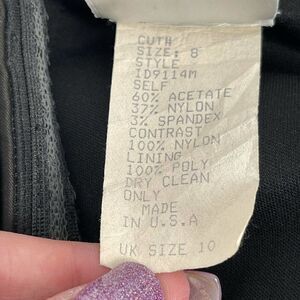 CUTH
SIZE: 8
STYLE
ID9114M
SELF
60% ACETATE
37% NYLON
3% SPANDEX
CONTRAST
100% NYLON
LINING
100% POLY
DRY CLEAN
ONLY
MADE
IN U.S.A
UK SIZE 10